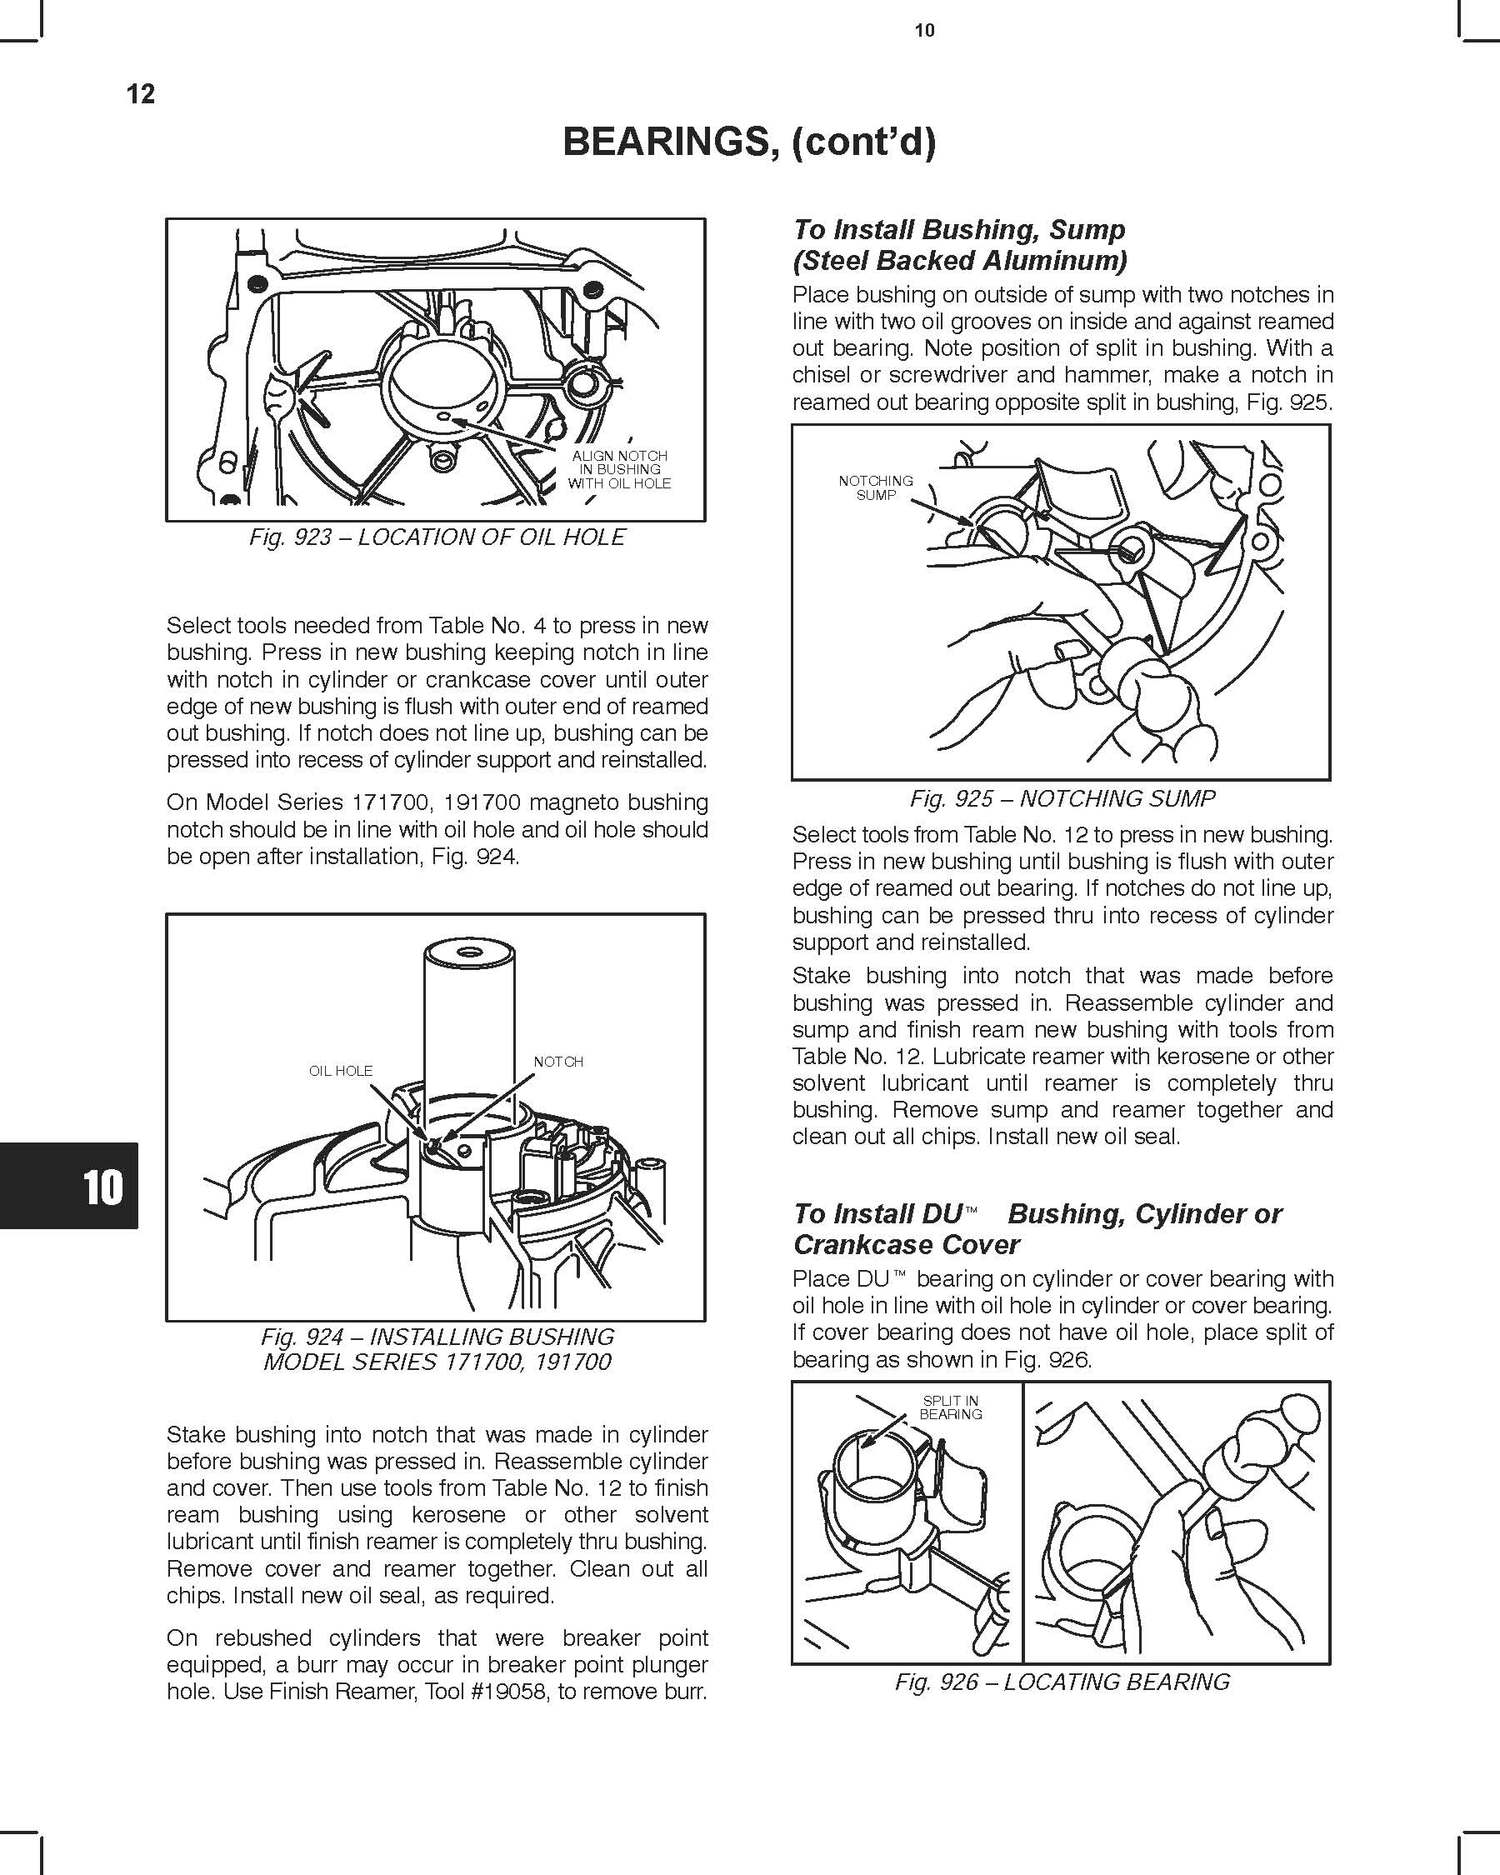 10
12
BEARINGS, (cont’d)
ALIGN NOTCH
IN BUSHING
WITH OIL HOLE
Fig. 923 – LOCATION OF OIL HOLE
Select tools needed from Table No. 4 to press in new
bushing. Press in new bushing keeping notch in line
with notch in cylinder or crankcase cover until outer
edge of new bushing is flush with outer end of reamed
out bushing. If notch does not line up, bushing can be
pressed into recess of cylinder support and reinstalled.
On Model Series 171700, 191700 magneto bushing
notch should be in line with oil hole and oil hole should
be open after installation, Fig. 924.
OIL HOLE
NOTCH
10
Fig. 924 – INSTALLING BUSHING
MODEL SERIES 171700, 191700
Stake bushing into notch that was made in cylinder
before bushing was pressed in. Reassemble cylinder
and cover. Then use tools from Table No. 12 to finish
ream bushing using kerosene or other solvent
lubricant until finish reamer is completely thru bushing.
Remove cover and reamer together. Clean out all
chips. Install new oil seal, as required.
On rebushed cylinders that were breaker point
equipped, a burr may occur in breaker point plunger
hole. Use Finish Reamer, Tool #19058, to remove burr.
To Install Bushing, Sump
(Steel Backed Aluminum)
Place bushing on outside of sump with two notches in
line with two oil grooves on inside and against reamed
out bearing. Note position of split in bushing. With a
chisel or screwdriver and hammer, make a notch in
reamed out bearing opposite split in bushing, Fig. 925.
NOTCHING
SUMP
Fig. 925 – NOTCHING SUMP
Select tools from Table No. 12 to press in new bushing.
Press in new bushing until bushing is flush with outer
edge of reamed out bearing. If notches do not line up,
bushing can be pressed thru into recess of cylinder
support and reinstalled.
Stake bushing into notch that was made before
bushing was pressed in. Reassemble cylinder and
sump and finish ream new bushing with tools from
Table No. 12. Lubricate reamer with kerosene or other
solvent lubricant until reamer is completely thru
bushing. Remove sump and reamer together and
clean out all chips. Install new oil seal.
To Install DU™ Bushing, Cylinder or
Crankcase Cover
Place DU™ bearing on cylinder or cover bearing with
oil hole in line with oil hole in cylinder or cover bearing.
If cover bearing does not have oil hole, place split of
bearing as shown in Fig. 926.
SPLIT IN
BEARING
Fig. 926 – LOCATING BEARING